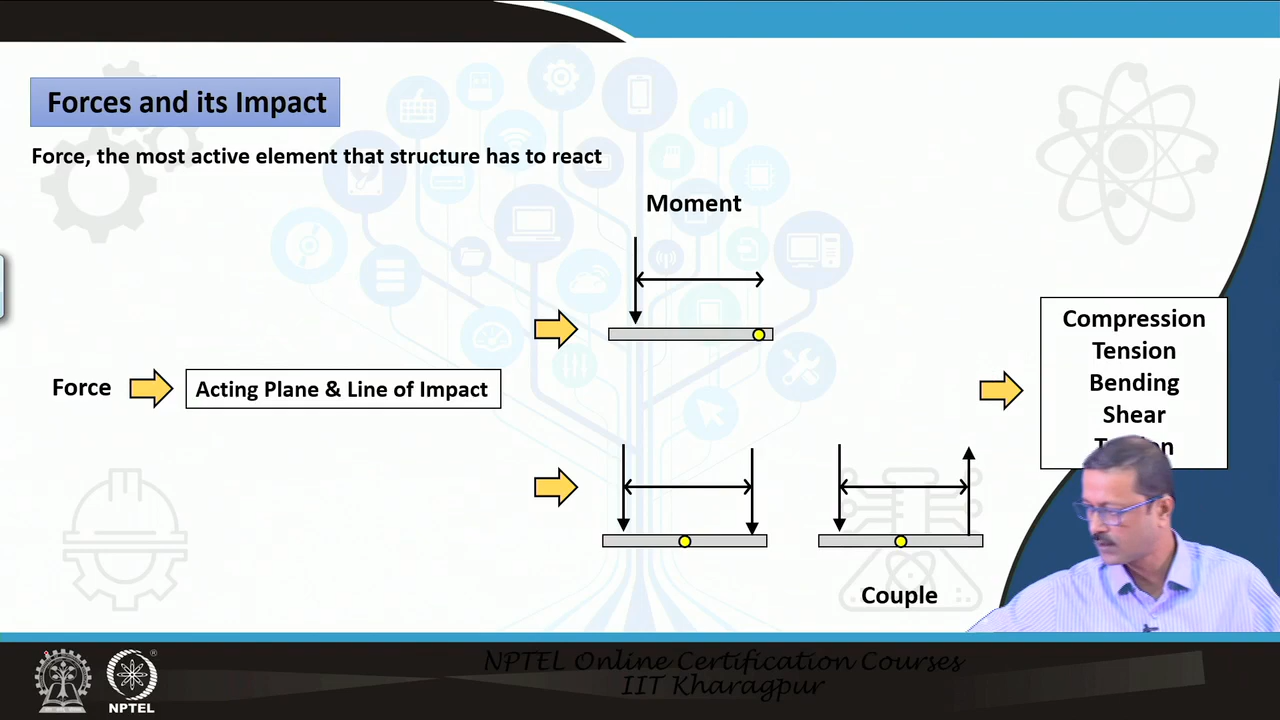 Forces and its Impact
Force, the most active element that structure has to react
Moment
Force
Acting Plane & Line of Impact
Compression
Tension
Bending
Shear
Couple
NPTEL Online Certification Courses
IIT Kharagpur
NPTEL